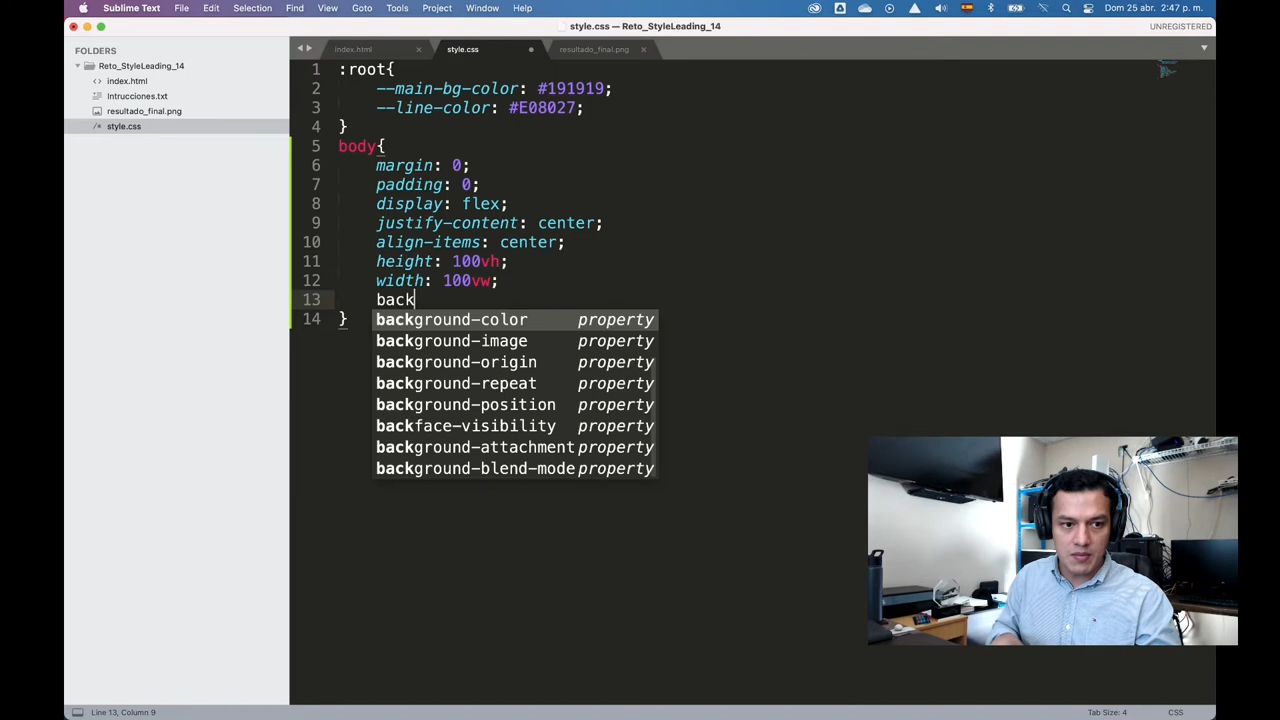 Sublime Text File Edit Selection Find View Goto Tools Project Window Help Dom 25 abr. 2:47 p. m.
style.css — Reto_StyleLeading_14 UNREGISTERED
FOLDERS
Reto_StyleLeading_14
index.html
Intrucciones.txt
resultado_final.png
style.css
index.html style.css resultado_final.png
1 :root{
2 --main-bg-color: #191919;
3 --line-color: #E08027;
4 }
5 body{
6 margin: 0;
7 padding: 0;
8 display: flex;
9 justify-content: center;
10 align-items: center;
11 height: 100vh;
12 width: 100vw;
13 back
14 }
background-color property
background-image property
background-origin property
background-repeat property
background-position property
backface-visibility property
background-attachment property
background-blend-mode property
Line 13, Column 9 Tab Size: 4 CSS